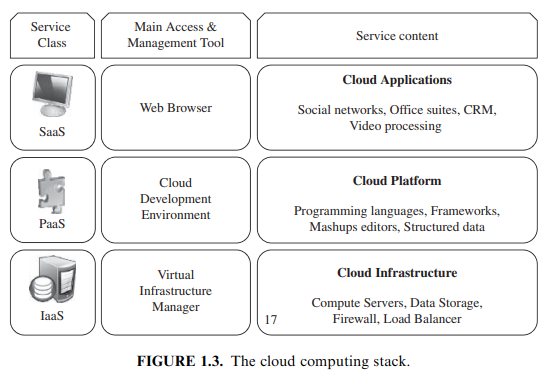 Service
Class
Main Access &
Management Tool
Service content
SaaS
Web Browser
Cloud Applications
Social networks, Office suites, CRM,
Video processing
PaaS
Cloud
Development
Environment
Cloud Platform
Programming languages, Frameworks,
Mashups editors, Structured data
IaaS
Virtual
Infrastructure
Manager
Cloud Infrastructure
Compute Servers, Data Storage,
17 Firewall, Load Balancer
FIGURE 1.3. The cloud computing stack.